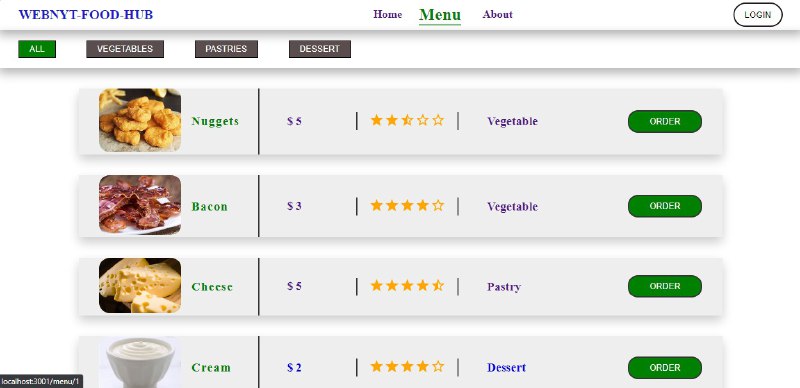 WEBNYT-FOOD-HUB Home Menu About LOGIN
ALL VEGETABLES PASTRIES DESSERT
Nuggets $ 5 Vegetable ORDER
Bacon $ 3 Vegetable ORDER
Cheese $ 5 Pastry ORDER
Cream $ 2 Dessert ORDER
localhost:3001/menu/1